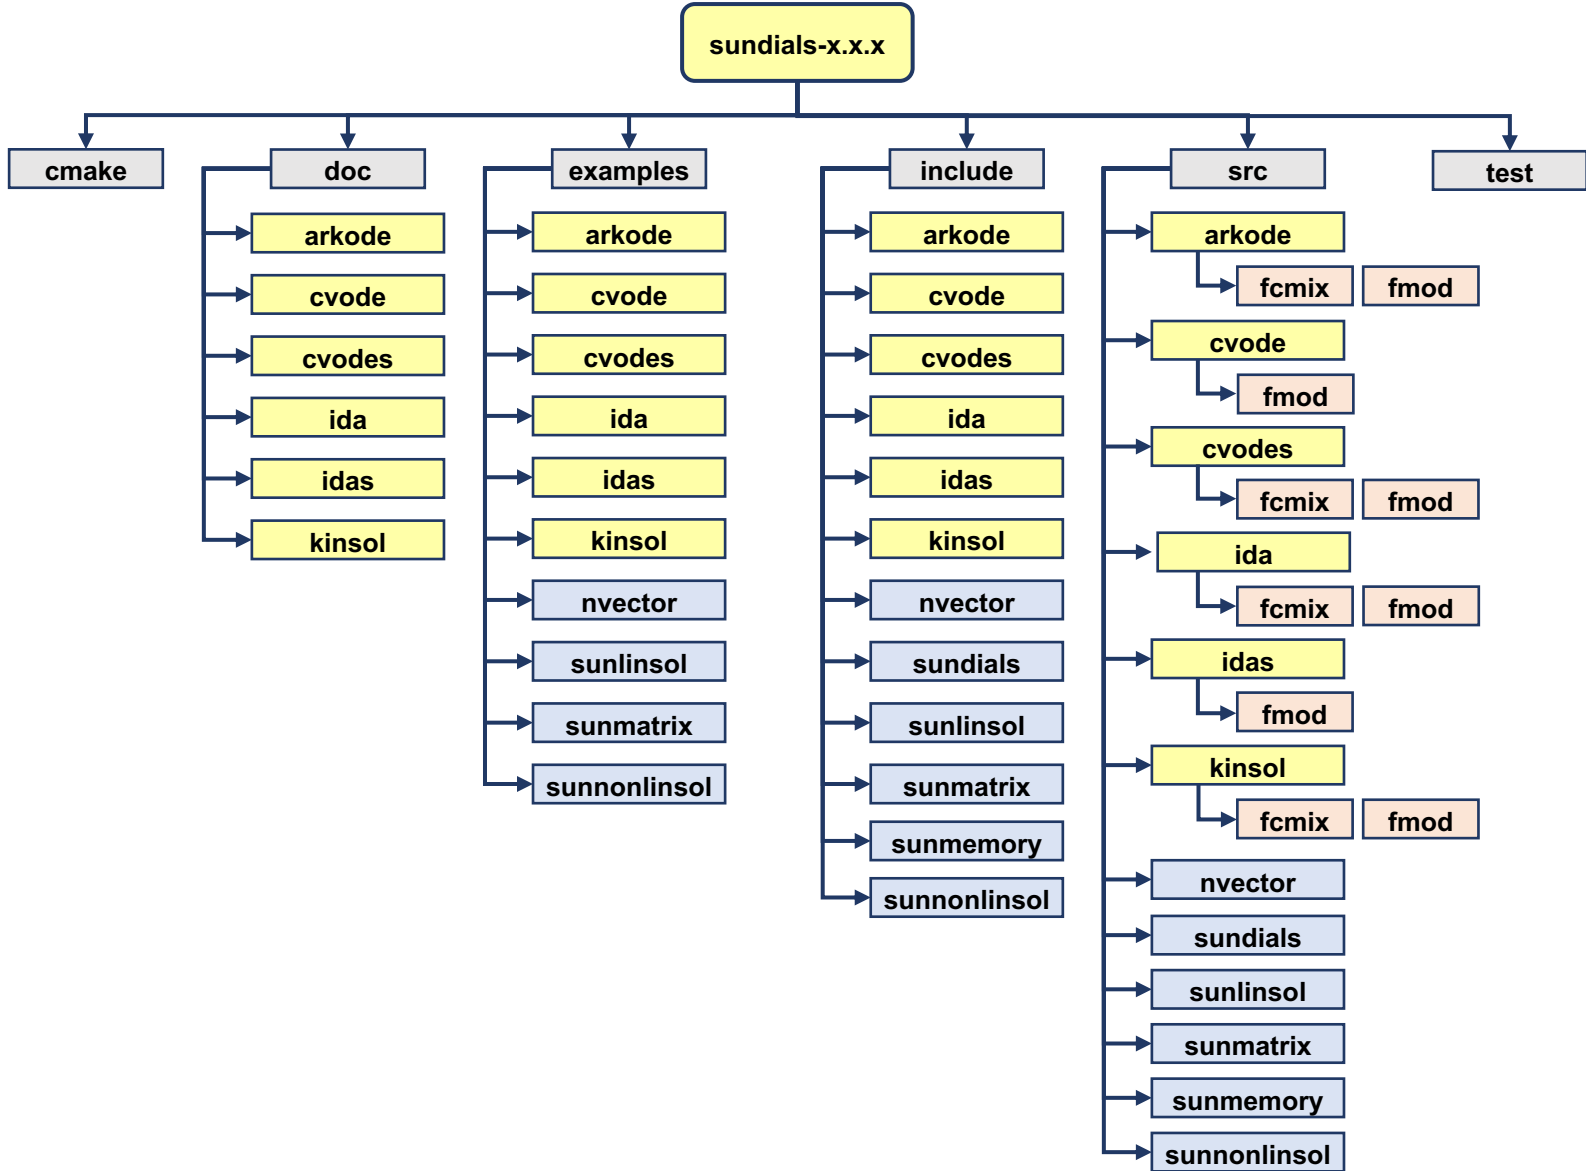 sundials-x.x.x
cmake
doc
arkode
cvode
cvodes
ida
idas
kinsol
examples
arkode
cvode
cvodes
ida
idas
kinsol
nvector
sunlinsol
sunmatrix
sunnonlinsol
include
arkode
cvode
cvodes
ida
idas
kinsol
nvector
sundials
sunlinsol
sunmatrix
sunmemory
sunnonlinsol
src
arkode
fcmix fmod
cvode
fmod
cvodes
fcmix fmod
ida
fcmix fmod
idas
fmod
kinsol
fcmix fmod
nvector
sundials
sunlinsol
sunmatrix
sunmemory
sunnonlinsol
test